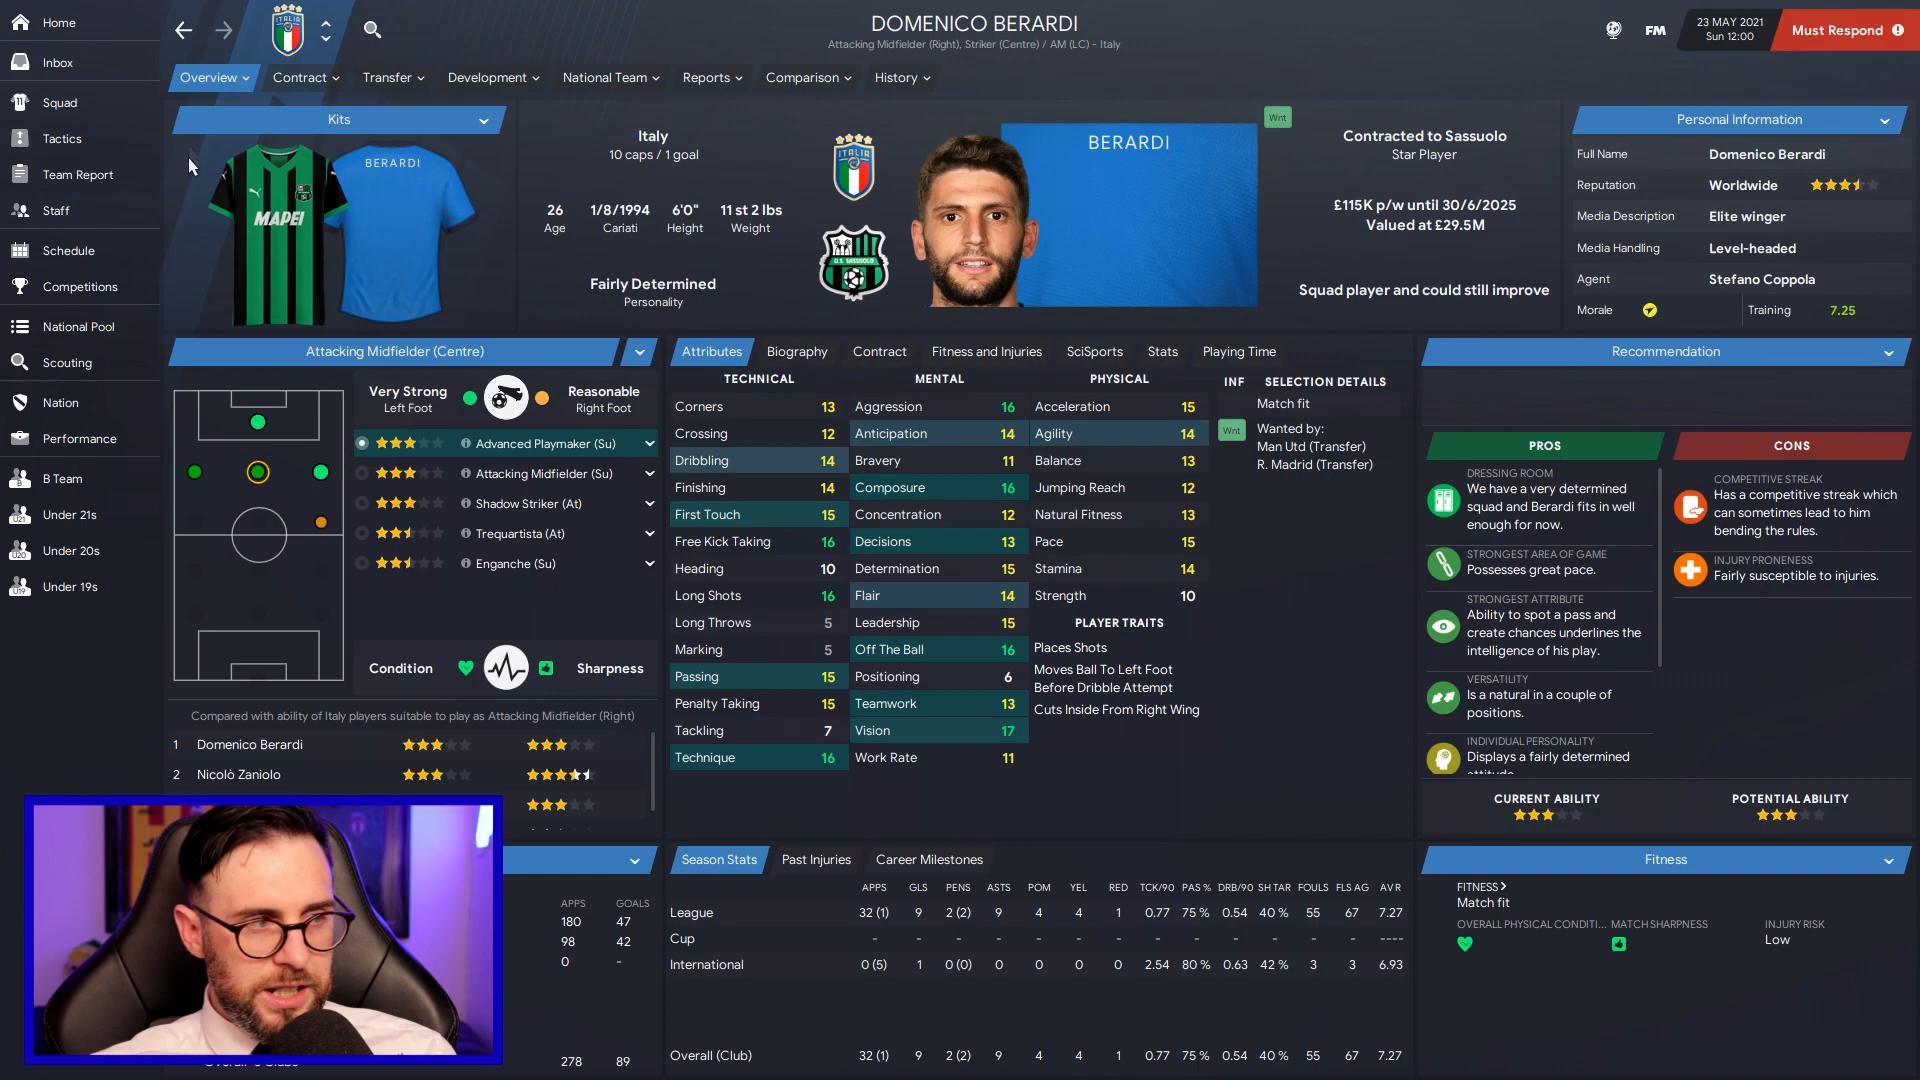 Home
Inbox
Squad
Tactics
Team Report
Staff
Schedule
Competitions
National Pool
Scouting
Nation
Performance
B Team
Under 21s
Under 20s
Under 19s
DOMENICO BERARDI
Attacking Midfielder (Right), Striker (Centre) / AM (LC) - Italy
FM
23 MAY 2021
Sun 12:00
Must Respond
Overview
Contract
Transfer
Development
National Team
Reports
Comparison
History
Kits
BERARDI
MAPEI
Italy
10 caps / 1 goal
26 1/8/1994 6'0" 11 st 2 lbs
Age Cariati Height Weight
Fairly Determined
Personality
ITALIA
U.S. SASSUOLO
BERARDI
Wnt
Contracted to Sassuolo
Star Player
£115K p/w until 30/6/2025
Valued at £29.5M
Squad player and could still improve
Personal Information
Full Name Domenico Berardi
Reputation Worldwide
Media Description Elite winger
Media Handling Level-headed
Agent Stefano Coppola
Morale Training 7.25
Attacking Midfielder (Centre)
Very Strong
Left Foot
Reasonable
Right Foot
Advanced Playmaker (Su)
Attacking Midfielder (Su)
Shadow Striker (At)
Trequartista (At)
Enganche (Su)
Condition Sharpness
Compared with ability of Italy players suitable to play as Attacking Midfielder (Right)
1 Domenico Berardi
2 Nicolò Zaniolo
Attributes Biography Contract Fitness and Injuries SciSports Stats Playing Time
TECHNICAL
Corners 13
Crossing 12
Dribbling 14
Finishing 14
First Touch 15
Free Kick Taking 16
Heading 10
Long Shots 16
Long Throws 5
Marking 5
Passing 15
Penalty Taking 15
Tackling 7
Technique 16
MENTAL
Aggression 16
Anticipation 14
Bravery 11
Composure 16
Concentration 12
Decisions 13
Determination 15
Flair 14
Leadership 15
Off The Ball 16
Positioning 6
Teamwork 13
Vision 17
Work Rate 11
PHYSICAL
Acceleration 15
Agility 14
Balance 13
Jumping Reach 12
Natural Fitness 13
Pace 15
Stamina 14
Strength 10
PLAYER TRAITS
Places Shots
Moves Ball To Left Foot
Before Dribble Attempt
Cuts Inside From Right Wing
INF SELECTION DETAILS
Match fit
Wnt
Wanted by:
Man Utd (Transfer)
R. Madrid (Transfer)
Recommendation
PROS
DRESSING ROOM
We have a very determined
squad and Berardi fits in well
enough for now.
STRONGEST AREA OF GAME
Possesses great pace.
STRONGEST ATTRIBUTE
Ability to spot a pass and
create chances underlines the
intelligence of his play.
VERSATILITY
Is a natural in a couple of
positions.
INDIVIDUAL PERSONALITY
Displays a fairly determined
attitude.
CONS
COMPETITIVE STREAK
Has a competitive streak which
can sometimes lead to him
bending the rules.
INJURY PRONENESS
Fairly susceptible to injuries.
CURRENT ABILITY
POTENTIAL ABILITY
APPS GOALS
180 47
98 42
0 -
278 89
Season Stats Past Injuries Career Milestones
APPS GLS PENS ASTS POM YEL RED TCK/90 PAS % DRB/90 SH TAR FOULS FLS AG AV R
League 32 (1) 9 2 (2) 9 4 4 1 0.77 75 % 0.54 40 % 55 67 7.27
Cup - - - - - - - - - - - - - ----
International 0 (5) 1 0 (0) 0 0 0 0 2.54 80 % 0.63 42 % 3 3 6.93
Overall (Club) 32 (1) 9 2 (2) 9 4 4 1 0.77 75 % 0.54 40 % 55 67 7.27
Fitness
FITNESS
Match fit
OVERALL PHYSICAL CONDITI... MATCH SHARPNESS INJURY RISK
Low